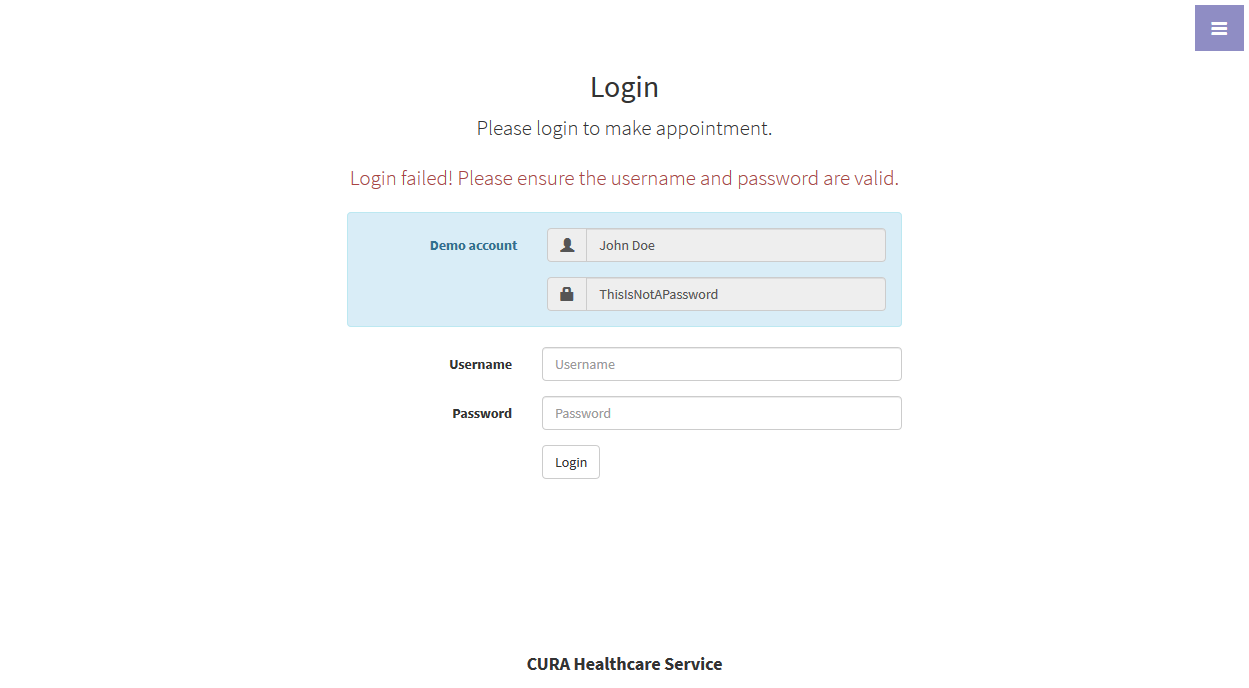 Login
Please login to make appointment.
Login failed! Please ensure the username and password are valid.
Demo account
John Doe
ThisIsNotAPassword
Username
Username
Password
Password
Login
CURA Healthcare Service